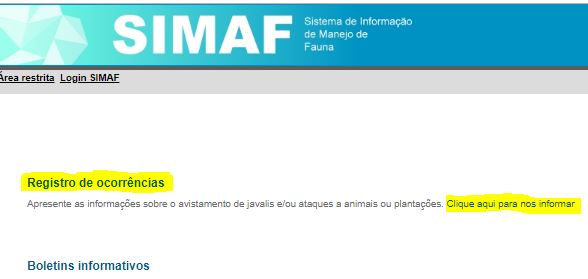 SIMAF
Sistema de Informação
de Manejo de
Fauna
Área restrita Login SIMAF
Registro de ocorrências
Apresente as informações sobre o avistamento de javalis e/ou ataques a animais ou plantações. Clique aqui para nos informar
Boletins informativos